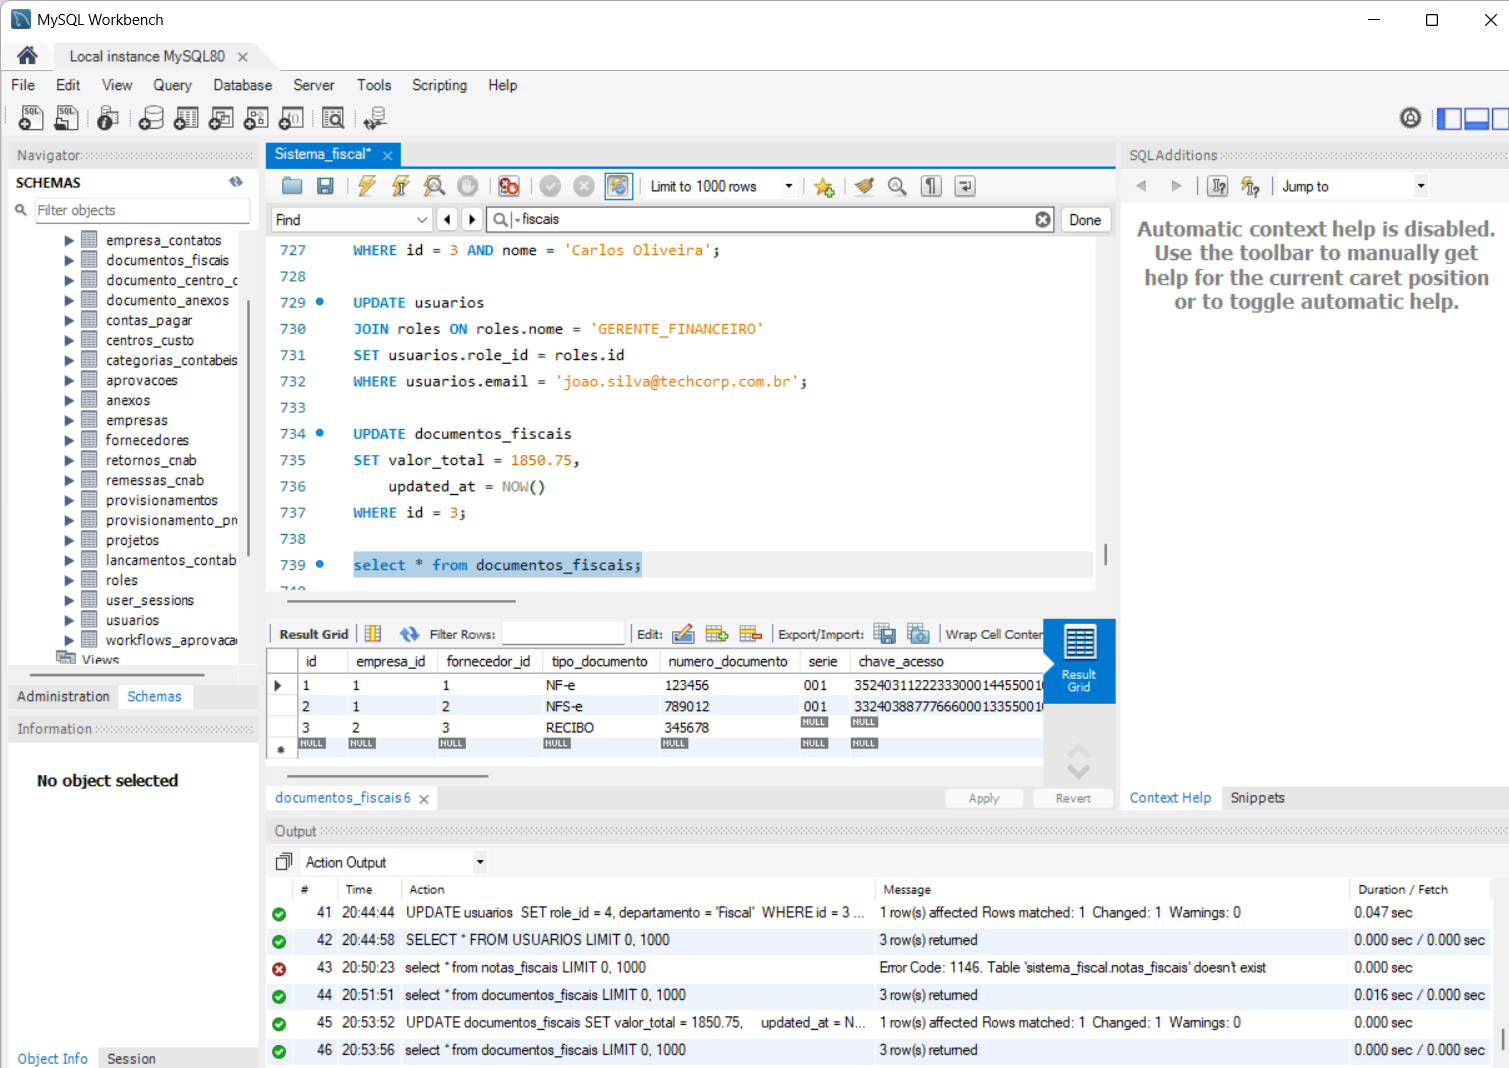 MySQL Workbench
Local instance MySQL80
File Edit View Query Database Server Tools Scripting Help
Navigator
SCHEMAS
Filter objects
empresa_contatos
documentos_fiscais
documento_centro_c
documento_anexos
contas_pagar
centros_custo
categorias_contabeis
aprovacoes
anexos
empresas
fornecedores
retornos_cnab
remessas_cnab
provisionamentos
provisionamento_pr
projetos
lancamentos_contab
roles
user_sessions
usuarios
workflows_aprovaca
Views
Administration Schemas
Information
No object selected
Object Info Session
Sistema_fiscal*
Limit to 1000 rows
Find
fiscais
Done
727 WHERE id = 3 AND nome = 'Carlos Oliveira';
728
729 UPDATE usuarios
730 JOIN roles ON roles.nome = 'GERENTE_FINANCEIRO'
731 SET usuarios.role_id = roles.id
732 WHERE usuarios.email = 'joao.silva@techcorp.com.br';
733
734 UPDATE documentos_fiscais
735 SET valor_total = 1850.75,
736 updated_at = NOW()
737 WHERE id = 3;
738
739 select * from documentos_fiscais;
Result Grid Filter Rows: Edit: Export/Import: Wrap Cell Conter
id empresa_id fornecedor_id tipo_documento numero_documento serie chave_acesso
1 1 1 NF-e 123456 001
2 1 2 NFS-e 789012 001
3 2 3 RECIBO 345678 NULL NULL
NULL NULL NULL NULL NULL NULL NULL
Result Grid
documentos_fiscais 6
Apply Revert
SQLAdditions
Jump to
Automatic context help is disabled.
Use the toolbar to manually get
help for the current caret position
or to toggle automatic help.
Context Help Snippets
Output
Action Output
# Time Action Message Duration / Fetch
41 20:44:44 UPDATE usuarios SET role_id = 4, departamento = 'Fiscal' WHERE id = 3 ... 1 row(s) affected Rows matched: 1 Changed: 1 Warnings: 0 0.047 sec
42 20:44:58 SELECT * FROM USUARIOS LIMIT 0, 1000 3 row(s) returned 0.000 sec / 0.000 sec
43 20:50:23 select * from notas_fiscais LIMIT 0, 1000 Error Code: 1146. Table 'sistema_fiscal.notas_fiscais' doesn't exist 0.000 sec
44 20:51:51 select * from documentos_fiscais LIMIT 0, 1000 3 row(s) returned 0.016 sec / 0.000 sec
45 20:53:52 UPDATE documentos_fiscais SET valor_total = 1850.75, updated_at = N... 1 row(s) affected Rows matched: 1 Changed: 1 Warnings: 0 0.000 sec
46 20:53:56 select * from documentos_fiscais LIMIT 0, 1000 3 row(s) returned 0.000 sec / 0.000 sec